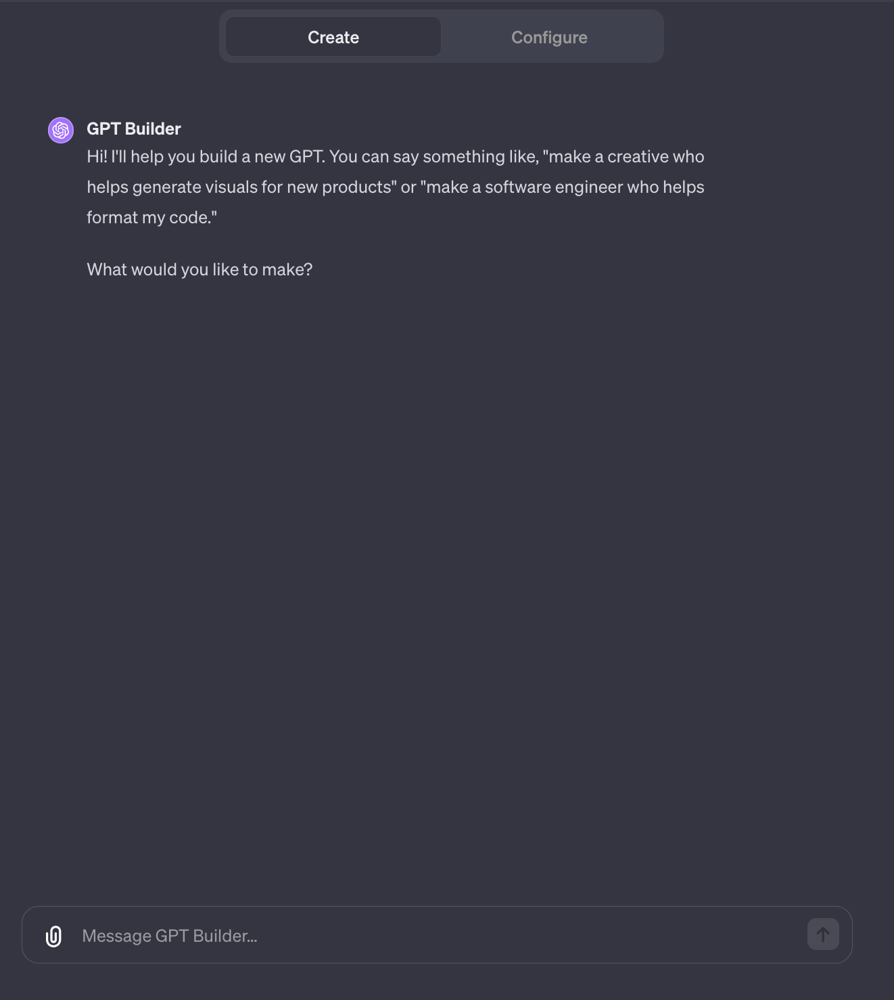 Create
Configure
GPT Builder
Hi! I'll help you build a new GPT. You can say something like, "make a creative who
helps generate visuals for new products" or "make a software engineer who helps
format my code."
What would you like to make?
Message GPT Builder…